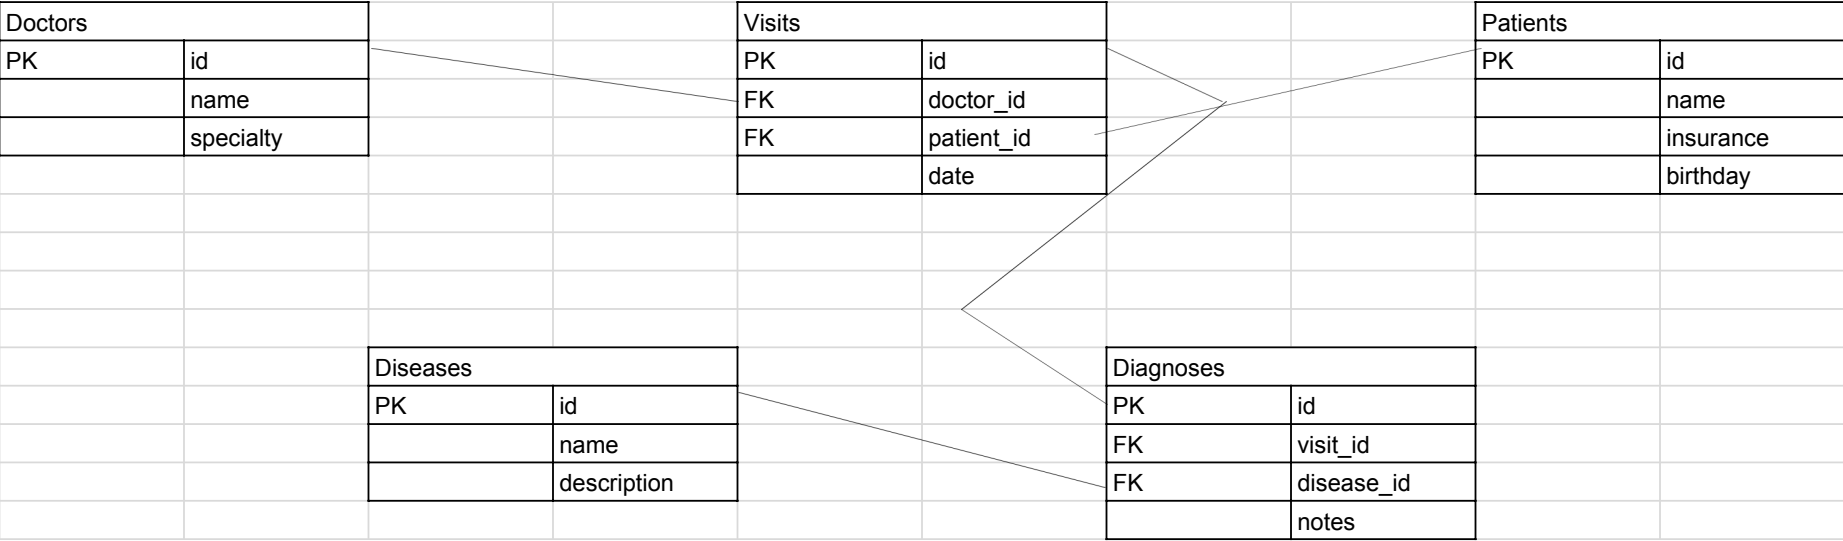 Doctors
PK id
name
specialty
Visits
PK id
FK doctor_id
FK patient_id
date
Patients
PK id
name
insurance
birthday
Diseases
PK id
name
description
Diagnoses
PK id
FK visit_id
FK disease_id
notes